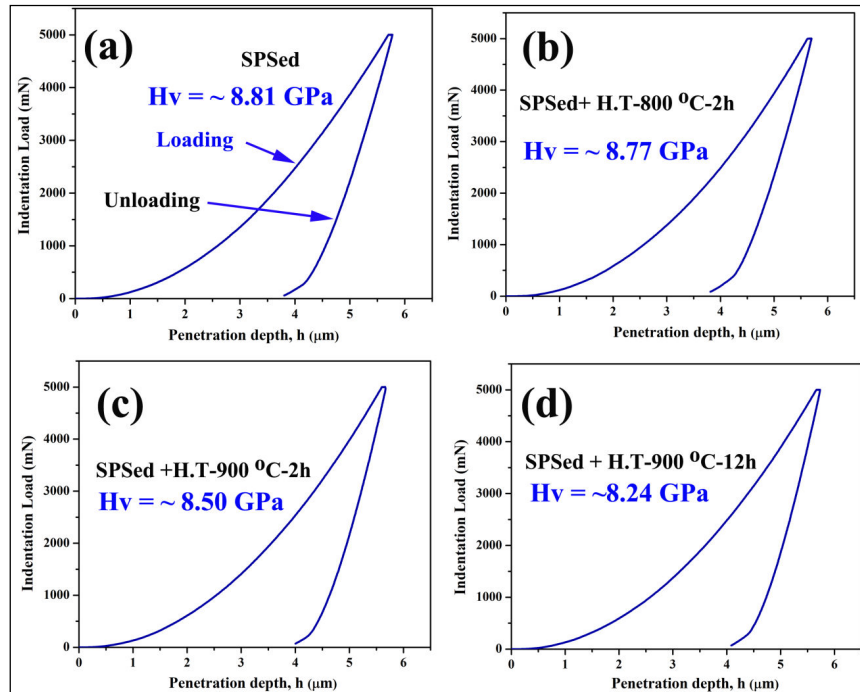 (a)
SPSed
Hv = ~ 8.81 GPa
Loading
Unloading
Indentation Load (mN)
5000
4000
3000
2000
1000
0
0 1 2 3 4 5 6
Penetration depth, h (μm)
(b)
SPSed+ H.T-800 ⁰C-2h
Hv = ~ 8.77 GPa
Indentation Load (mN)
5000
4000
3000
2000
1000
0
0 1 2 3 4 5 6
Penetration depth, h (μm)
(c)
SPSed +H.T-900 ⁰C-2h
Hv = ~ 8.50 GPa
Indentation Load (mN)
5000
4000
3000
2000
1000
0
0 1 2 3 4 5 6
Penetration depth, h (μm)
(d)
SPSed + H.T-900 ⁰C-12h
Hv = ~8.24 GPa
Indentation Load (mN)
5000
4000
3000
2000
1000
0
0 1 2 3 4 5 6
Penetration depth, h (μm)